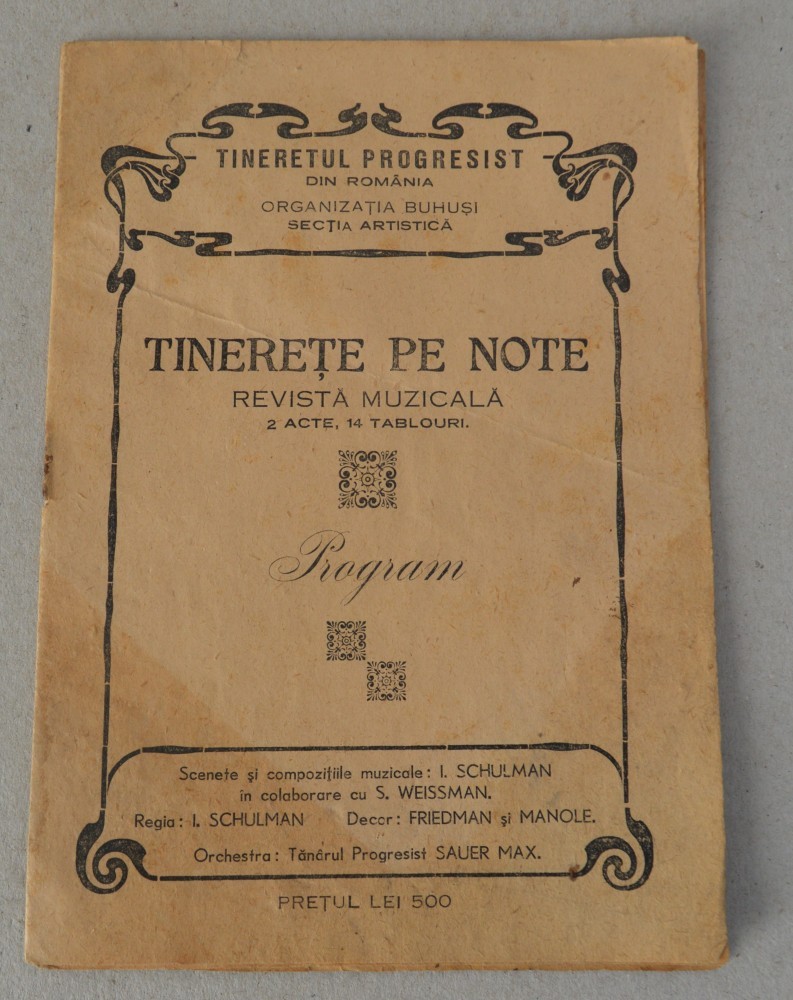 TINERETUL PROGRESIST
DIN ROMÂNIA
ORGANIZAȚIA BUHUȘI
SECȚIA ARTISTICĂ
TINEREȚE PE NOTE
REVISTĂ MUZICALĂ
2 ACTE, 14 TABLOURI.
Program
Scenete și compozițiile muzicale: I. SCHULMAN
în colaborare cu S. WEISSMAN.
Regia: I. SCHULMAN Decor: FRIEDMAN și MANOLE.
Orchestra: Tânărul Progresist SAUER MAX.
PREȚUL LEI 500